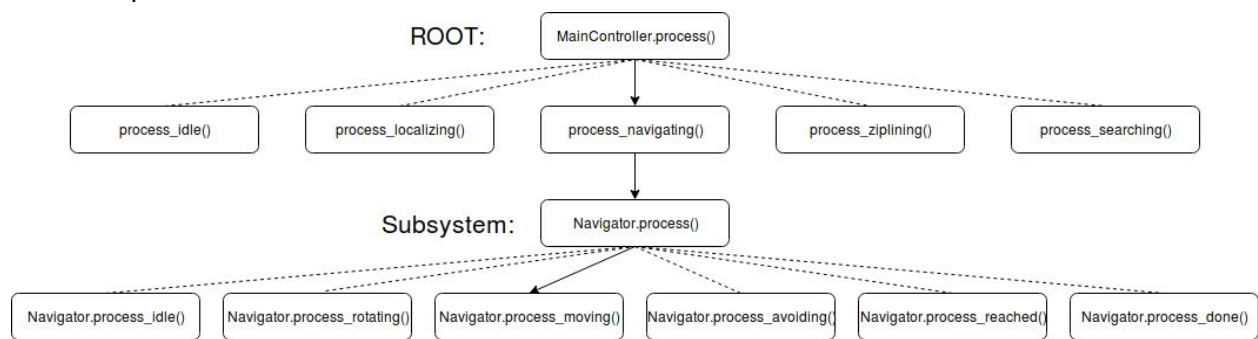 ROOT:
MainController.process()
process_idle()
process_localizing()
process_navigating()
process_ziplining()
process_searching()
Subsystem:
Navigator.process()
Navigator.process_idle()
Navigator.process_rotating()
Navigator.process_moving()
Navigator.process_avoiding()
Navigator.process_reached()
Navigator.process_done()